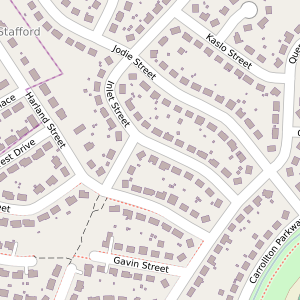 Stafford
Kaslo Street
Jodie Street
Inlet Street
Harland Street
Gavin Street
Carrollton Parkway